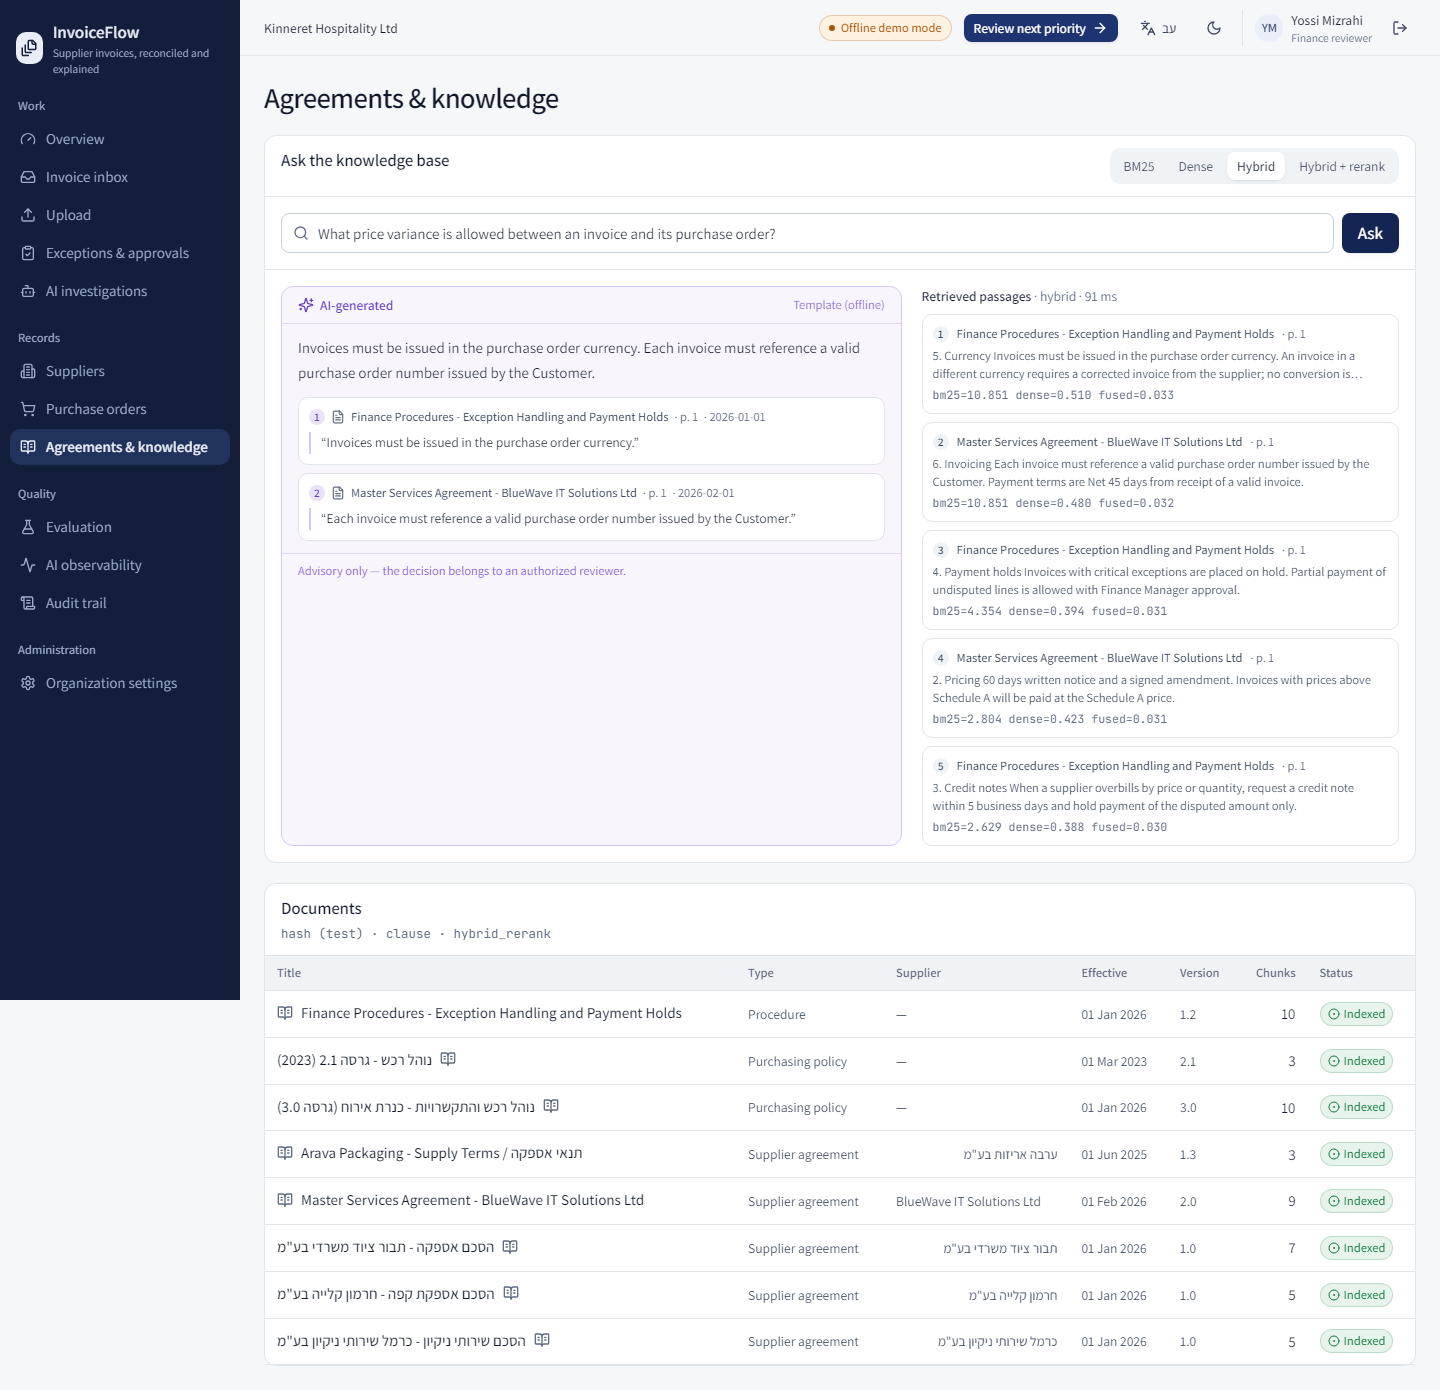 InvoiceFlow
Supplier invoices, reconciled and
explained
Work
Overview
Invoice inbox
Upload
Exceptions & approvals
AI investigations
Records
Suppliers
Purchase orders
Agreements & knowledge
Quality
Evaluation
AI observability
Audit trail
Administration
Organization settings
Kinneret Hospitality Ltd
Offline demo mode
Review next priority
עב
YM
Yossi Mizrahi
Finance reviewer
Agreements & knowledge
Ask the knowledge base
BM25 Dense Hybrid Hybrid + rerank
What price variance is allowed between an invoice and its purchase order?
Ask
AI-generated
Template (offline)
Invoices must be issued in the purchase order currency. Each invoice must reference a valid
purchase order number issued by the Customer.
1 Finance Procedures - Exception Handling and Payment Holds · p. 1 · 2026-01-01
“Invoices must be issued in the purchase order currency.”
2 Master Services Agreement - BlueWave IT Solutions Ltd · p. 1 · 2026-02-01
“Each invoice must reference a valid purchase order number issued by the Customer.”
Advisory only — the decision belongs to an authorized reviewer.
Retrieved passages · hybrid · 91 ms
1 Finance Procedures - Exception Handling and Payment Holds · p. 1
5. Currency Invoices must be issued in the purchase order currency. An invoice in a
different currency requires a corrected invoice from the supplier; no conversion is…
bm25=10.851 dense=0.510 fused=0.033
2 Master Services Agreement - BlueWave IT Solutions Ltd · p. 1
6. Invoicing Each invoice must reference a valid purchase order number issued by the
Customer. Payment terms are Net 45 days from receipt of a valid invoice.
bm25=10.851 dense=0.480 fused=0.032
3 Finance Procedures - Exception Handling and Payment Holds · p. 1
4. Payment holds Invoices with critical exceptions are placed on hold. Partial payment of
undisputed lines is allowed with Finance Manager approval.
bm25=4.354 dense=0.394 fused=0.031
4 Master Services Agreement - BlueWave IT Solutions Ltd · p. 1
2. Pricing 60 days written notice and a signed amendment. Invoices with prices above
Schedule A will be paid at the Schedule A price.
bm25=2.804 dense=0.423 fused=0.031
5 Finance Procedures - Exception Handling and Payment Holds · p. 1
3. Credit notes When a supplier overbills by price or quantity, request a credit note
within 5 business days and hold payment of the disputed amount only.
bm25=2.629 dense=0.388 fused=0.030
Documents
hash (test) · clause · hybrid_rerank
Title Type Supplier Effective Version Chunks Status
Finance Procedures - Exception Handling and Payment Holds Procedure — 01 Jan 2026 1.2 10 Indexed
נוהל רכש - גרסה 2.1 (2023) Purchasing policy — 01 Mar 2023 2.1 3 Indexed
נוהל רכש והתקשרויות - כנרת אירוח (גרסה 3.0) Purchasing policy — 01 Jan 2026 3.0 10 Indexed
Arava Packaging - Supply Terms / תנאי אספקה Supplier agreement ערבה אריזות בע"מ 01 Jun 2025 1.3 3 Indexed
Master Services Agreement - BlueWave IT Solutions Ltd Supplier agreement BlueWave IT Solutions Ltd 01 Feb 2026 2.0 9 Indexed
הסכם אספקה - תבור ציוד משרדי בע"מ Supplier agreement תבור ציוד משרדי בע"מ 01 Jan 2026 1.0 7 Indexed
הסכם אספקת קפה - חרמון קלייה בע"מ Supplier agreement חרמון קלייה בע"מ 01 Jan 2026 1.0 5 Indexed
הסכם שירותי ניקיון - כרמל שירותי ניקיון בע"מ Supplier agreement כרמל שירותי ניקיון בע"מ 01 Jan 2026 1.0 5 Indexed